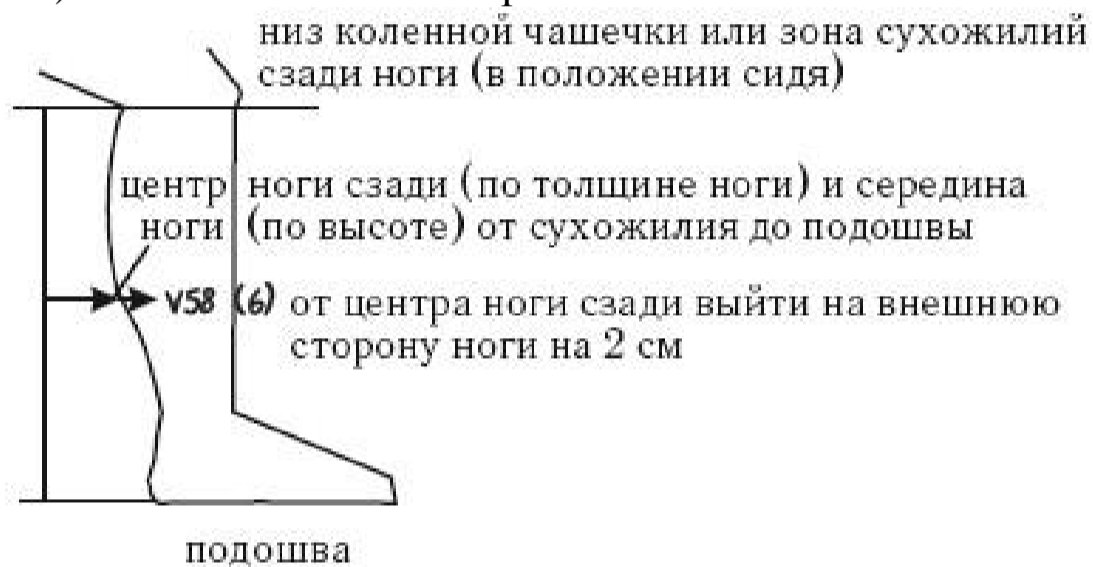 низ коленной чашечки или зона сухожилий
сзади ноги (в положении сидя)
центр ноги сзади (по толщине ноги) и середина
ноги (по высоте) от сухожилия до подошвы
V58 (6) от центра ноги сзади выйти на внешнюю
сторону ноги на 2 см
подошва